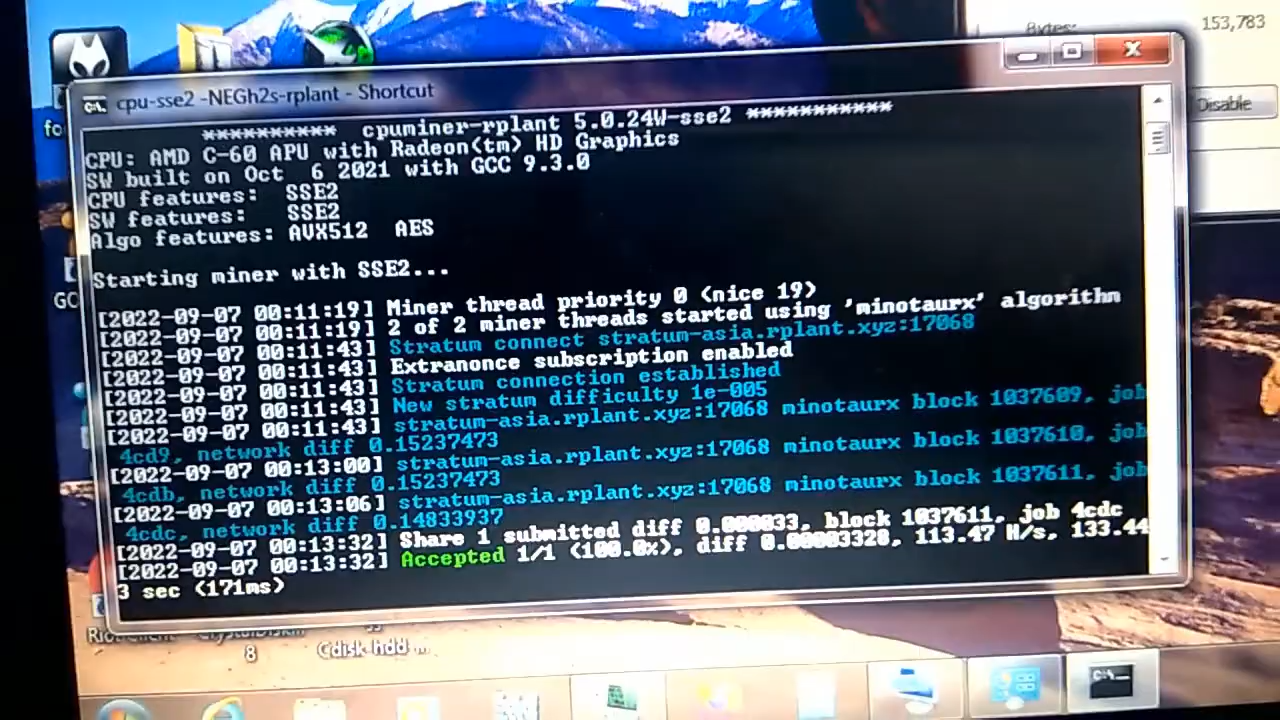 Bytes: 153,783
cpu-sse2 -NEGh2s-rplant - Shortcut
Disable
********** cpuminer-rplant 5.0.24W-sse2 ***********
CPU: AMD C-60 APU with Radeon(tm) HD Graphics
SW built on Oct 6 2021 with GCC 9.3.0
CPU features: SSE2
SW features: SSE2
Algo features: AVX512 AES
Starting miner with SSE2...
[2022-09-07 00:11:19] Miner thread priority 0 (nice 19)
[2022-09-07 00:11:19] 2 of 2 miner threads started using 'minotaurx' algorithm
[2022-09-07 00:11:43] Stratum connect stratum-asia.rplant.xyz:17068
[2022-09-07 00:11:43] Extranonce subscription enabled
[2022-09-07 00:11:43] Stratum connection established
[2022-09-07 00:11:43] New stratum difficulty 1e-005
[2022-09-07 00:11:43] stratum-asia.rplant.xyz:17068 minotaurx block 1037609, job
4cd9, network diff 0.15237473
[2022-09-07 00:13:00] stratum-asia.rplant.xyz:17068 minotaurx block 1037610, job
4cdb, network diff 0.15237473
[2022-09-07 00:13:06] stratum-asia.rplant.xyz:17068 minotaurx block 1037611, job
4cdc, network diff 0.14833937
[2022-09-07 00:13:32] Share 1 submitted diff 0.000033, block 1037611, job 4cdc
[2022-09-07 00:13:32] Accepted 1/1 (100.0%), diff 0.00003328, 113.47 H/s, 133.44
3 sec (171ms)
8